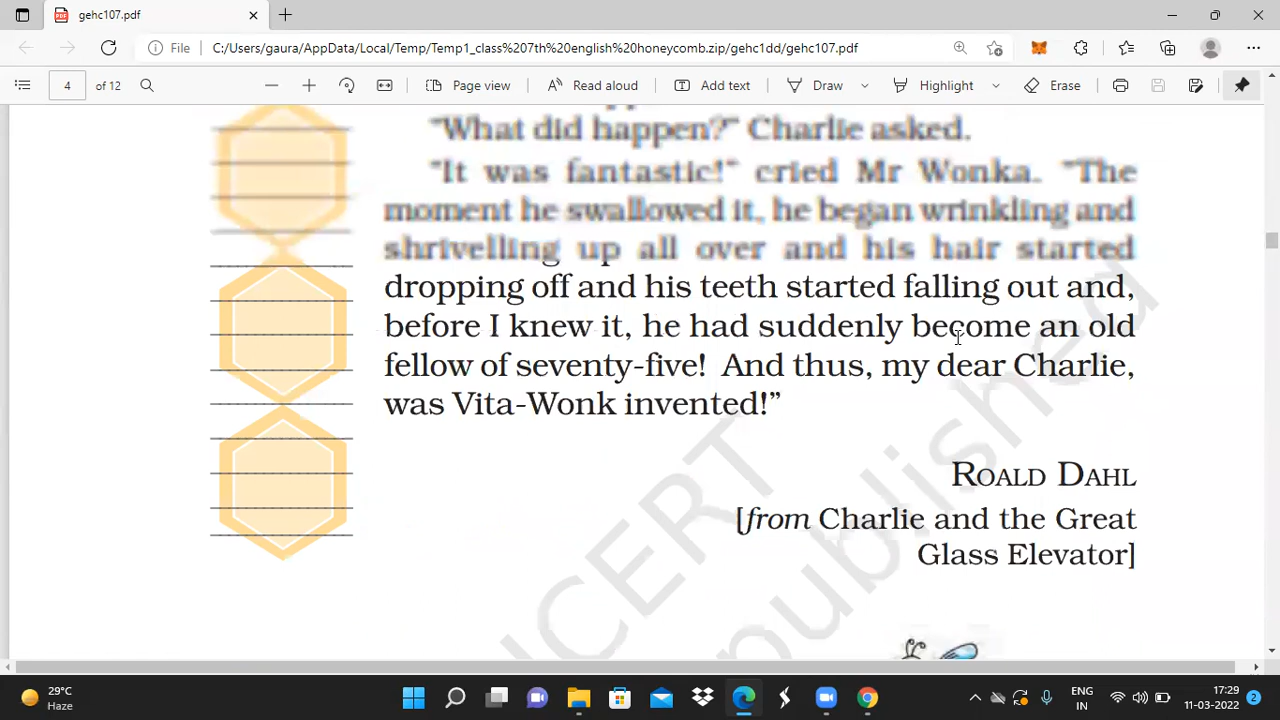 gehc107.pdf
File
C:/Users/gaura/AppData/Local/Temp/Temp1_class%207th%20english%20honeycomb.zip/gehc1dd/gehc107.pdf
4 of 12
Page view
Read aloud
Add text
Draw
Highlight
Erase
“What did happen?” Charlie asked.
“It was fantastic!” cried Mr Wonka. “The
moment he swallowed it, he began wrinkling and
shrivelling up all over and his hair started
dropping off and his teeth started falling out and,
before I knew it, he had suddenly become an old
fellow of seventy-five! And thus, my dear Charlie,
was Vita-Wonk invented!”
ROALD DAHL
[from Charlie and the Great
Glass Elevator]
NCERT
published
29°C
Haze
ENG
IN
17:29
11-03-2022
2